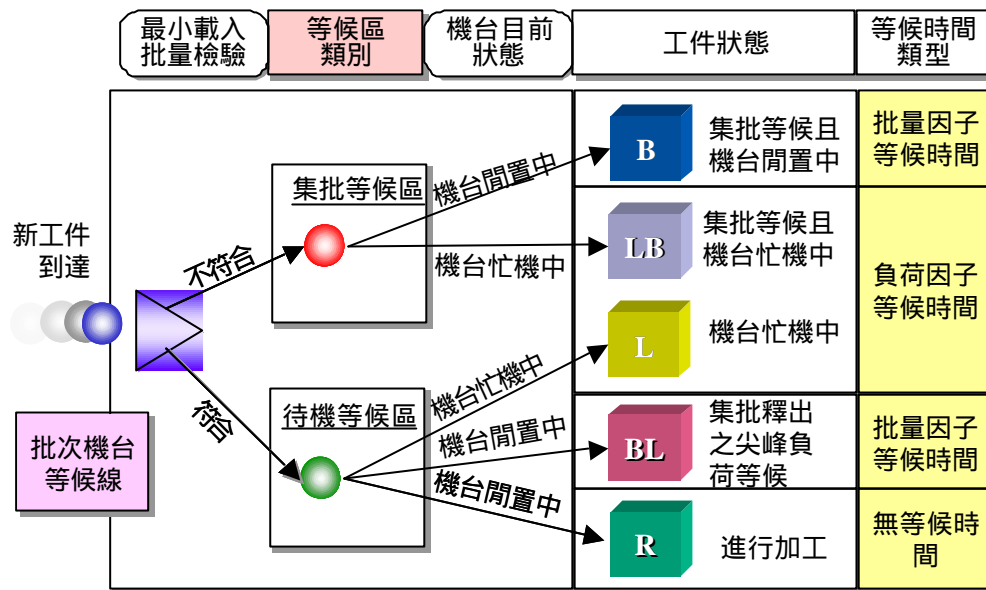 最小載入
批量檢驗
等候區
類別
機台目前
狀態
工件狀態
等候時間
類型
新工件
到達
批次機台
等候線
不符合
符合
集批等候區
待機等候區
機台閒置中
機台忙機中
機台忙機中
機台閒置中
機台閒置中
B
集批等候且
機台閒置中
批量因子
等候時間
LB
集批等候且
機台忙機中
負荷因子
等候時間
L
機台忙機中
BL
集批釋出
之尖峰負
荷等候
批量因子
等候時間
R
進行加工
無等候時
間